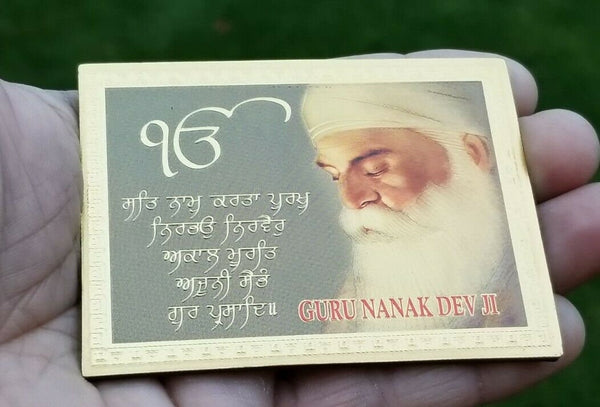 ੴ
ਸਤਿ ਨਾਮੁ ਕਰਤਾ ਪੁਰਖੁ
ਨਿਰਭਉ ਨਿਰਵੈਰੁ
ਅਕਾਲ ਮੂਰਤਿ
ਅਜੂਨੀ ਸੈਭੰ
ਗੁਰ ਪ੍ਰਸਾਦਿ॥
GURU NANAK DEV JI